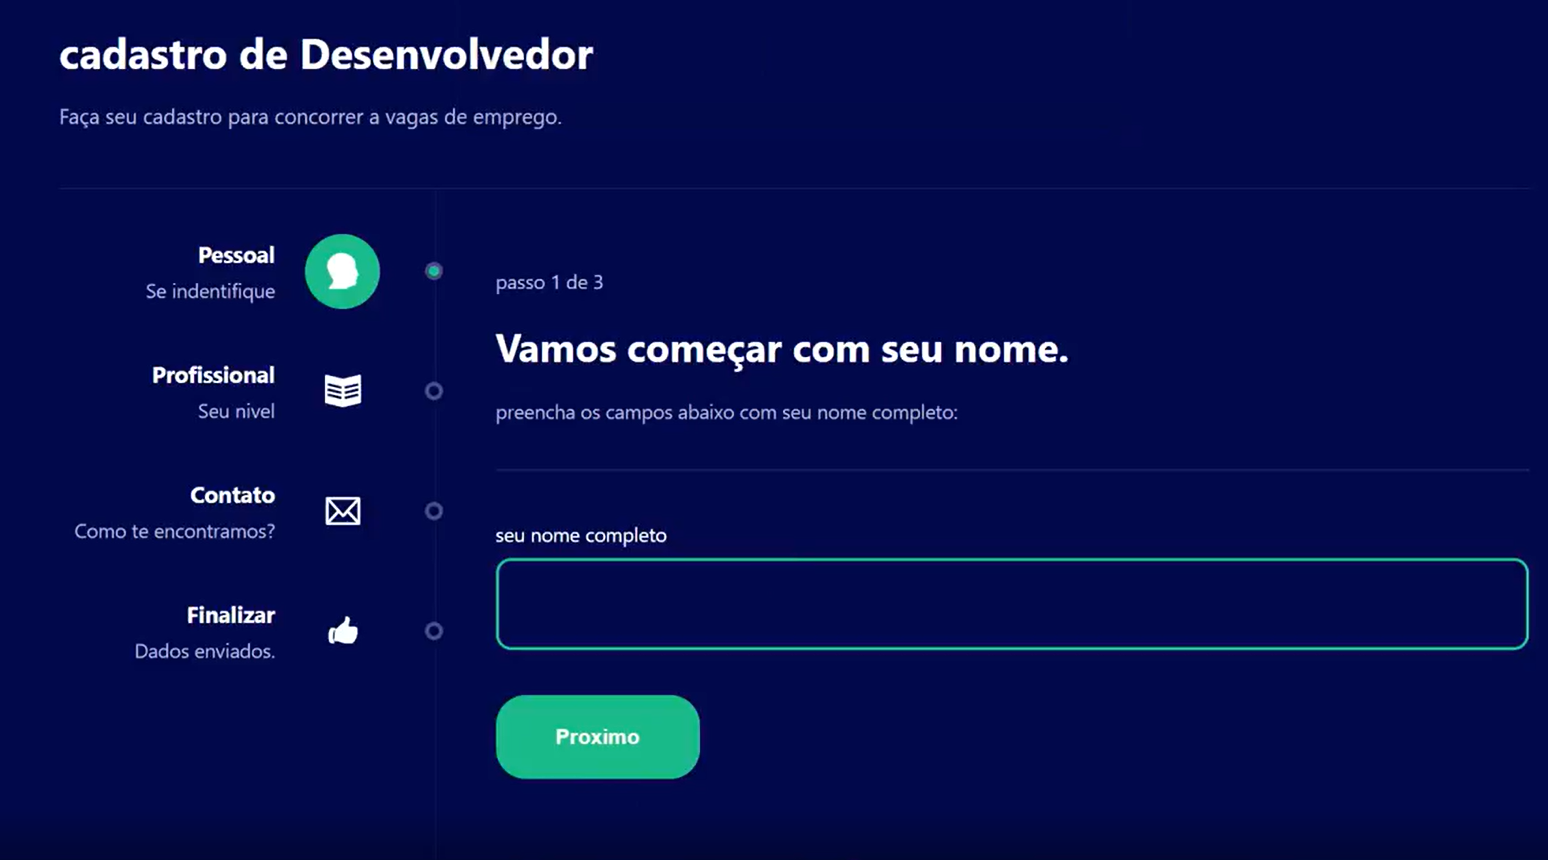 cadastro de Desenvolvedor
Faça seu cadastro para concorrer a vagas de emprego.
Pessoal
Se indentifique
Profissional
Seu nivel
Contato
Como te encontramos?
Finalizar
Dados enviados.
passo 1 de 3
Vamos começar com seu nome.
preencha os campos abaixo com seu nome completo:
seu nome completo
Proximo